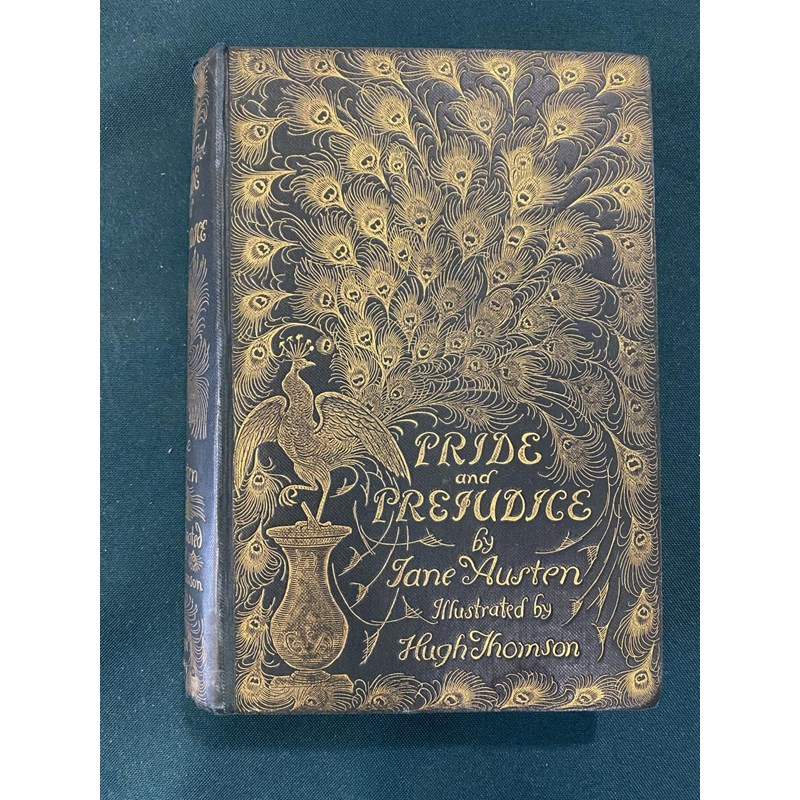 PRIDE
and
PREJUDICE
by
Jane Austen
Illustrated by
Hugh Thomson